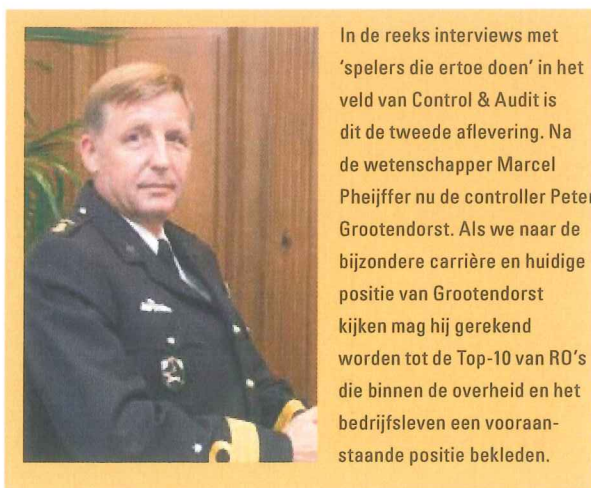 In de reeks interviews met
‘spelers die ertoe doen’ in het
veld van Control & Audit is
dit de tweede aflevering. Na
de wetenschapper Marcel
Pheijffer nu de controller Peter
Grootendorst. Als we naar de
bijzondere carrière en huidige
positie van Grootendorst
kijken mag hij gerekend
worden tot de Top-10 van RO’s
die binnen de overheid en het
bedrijfsleven een vooraan-
staande positie bekleden.